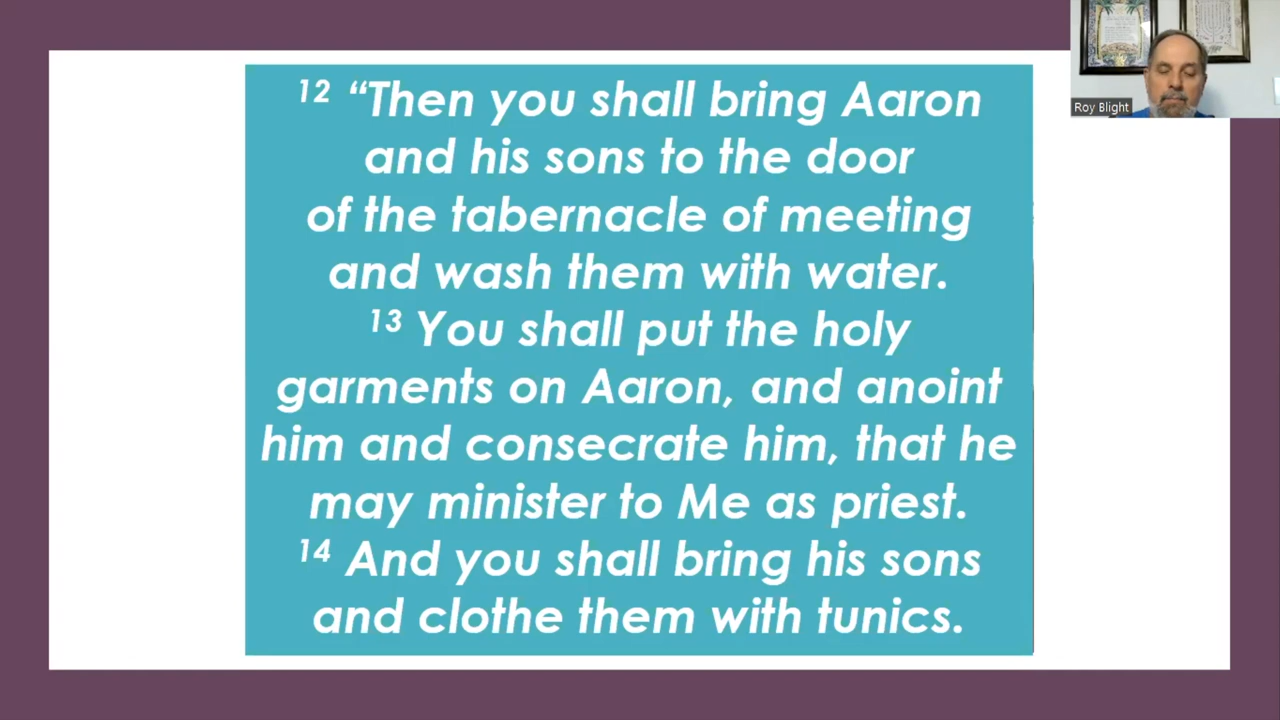 12 “Then you shall bring Aaron
and his sons to the door
of the tabernacle of meeting
and wash them with water.
13 You shall put the holy
garments on Aaron, and anoint
him and consecrate him, that he
may minister to Me as priest.
14 And you shall bring his sons
and clothe them with tunics.
Roy Blight